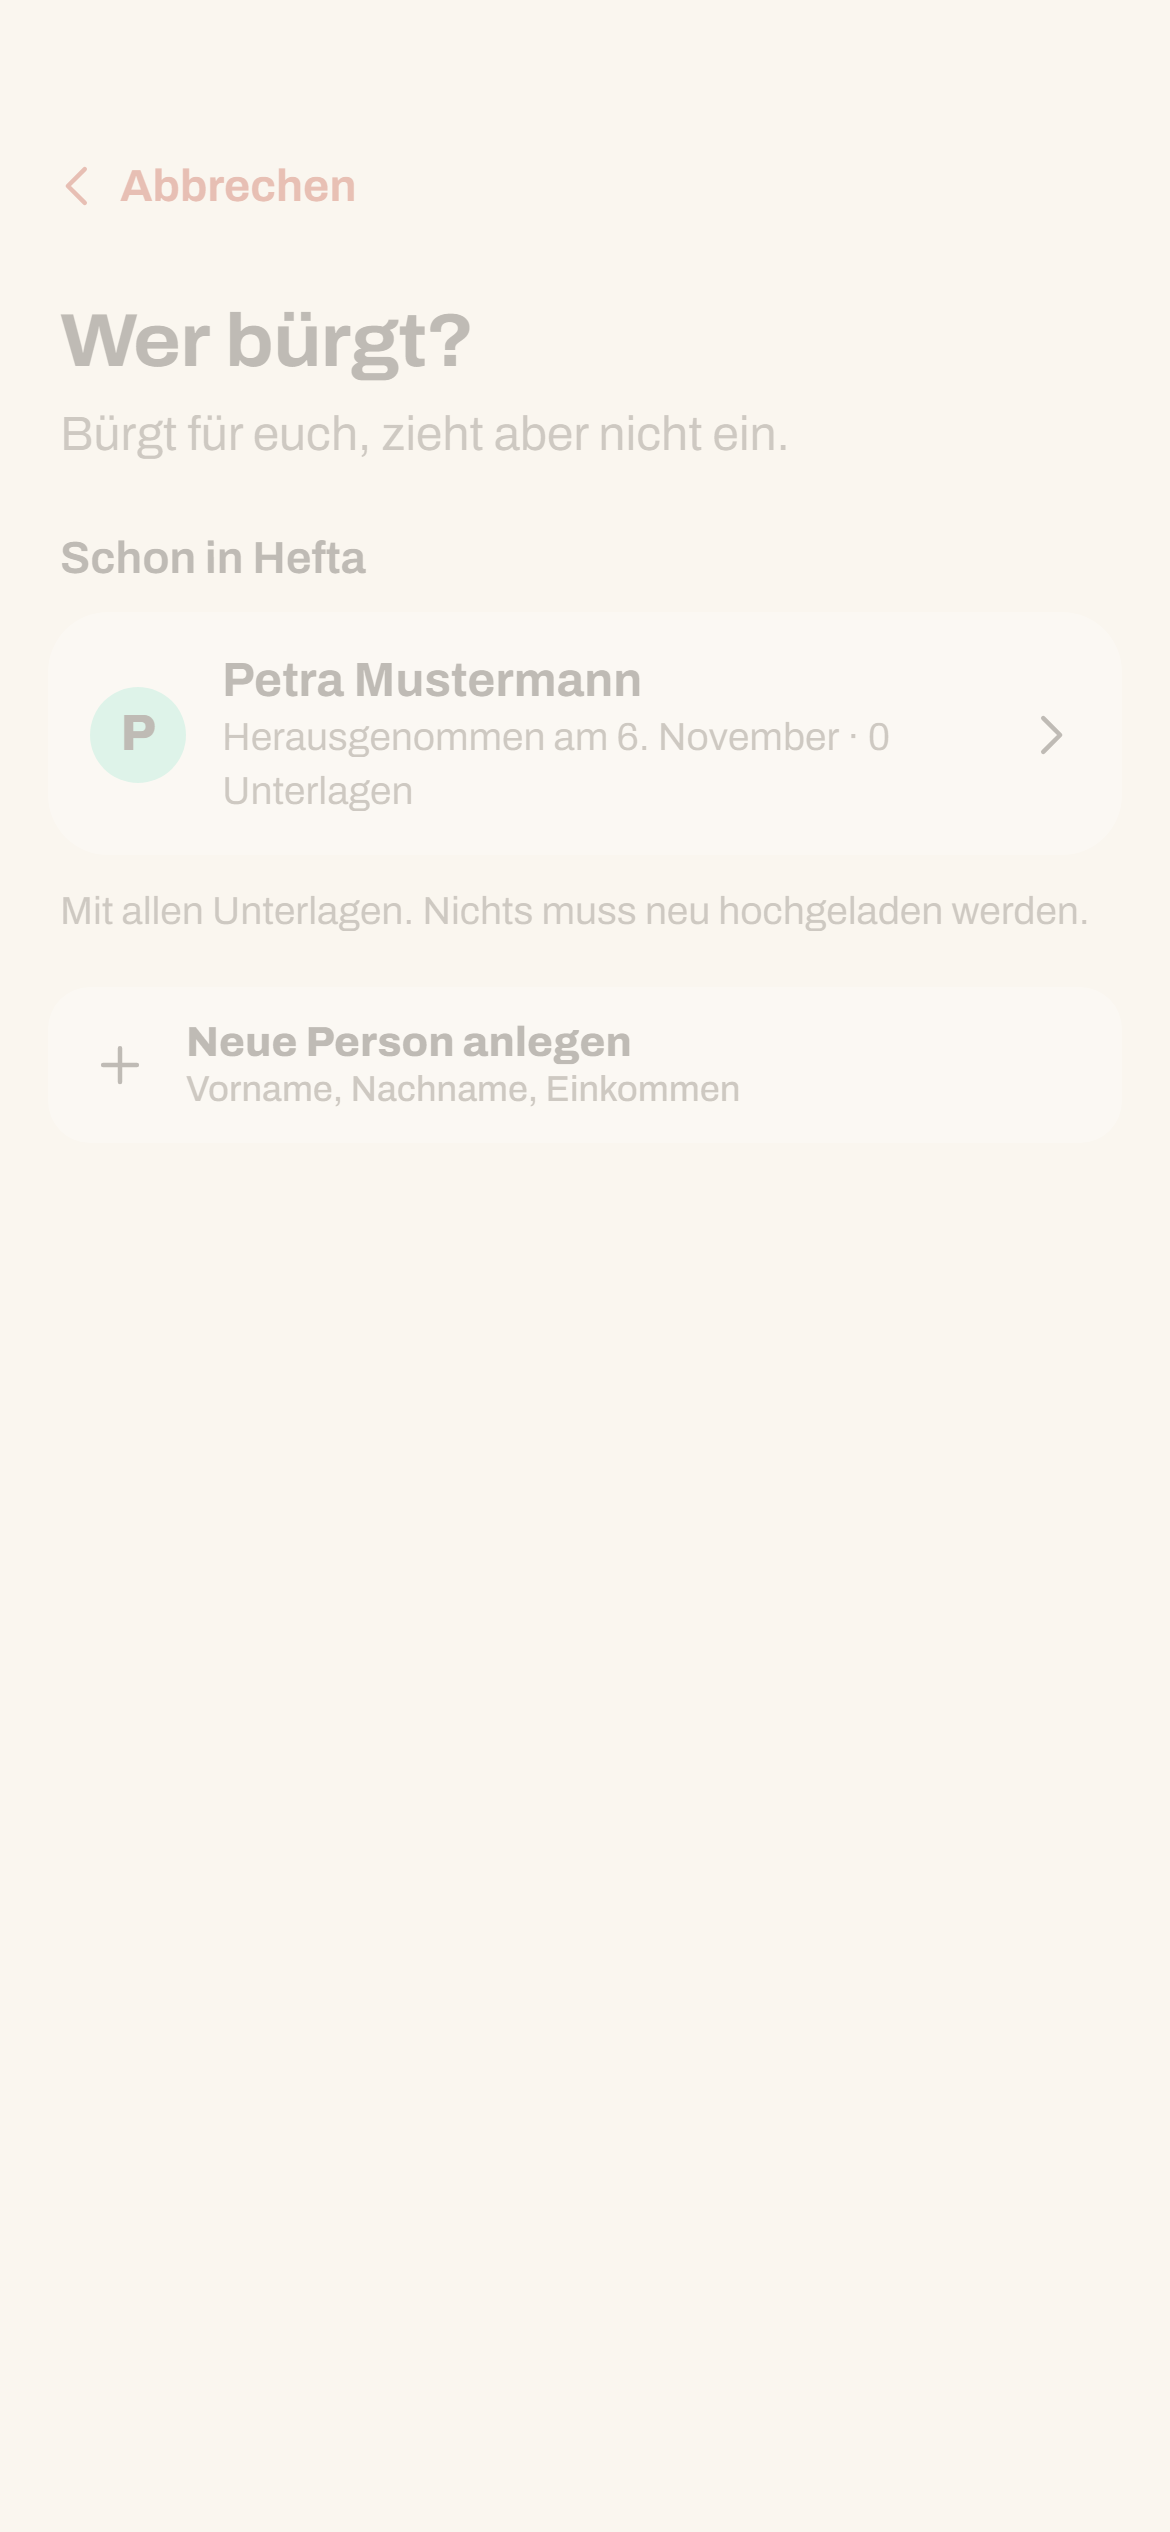 Abbrechen
Wer bürgt?
Bürgt für euch, zieht aber nicht ein.
Schon in Hefta
P
Petra Mustermann
Herausgenommen am 6. November · 0
Unterlagen
Mit allen Unterlagen. Nichts muss neu hochgeladen werden.
Neue Person anlegen
Vorname, Nachname, Einkommen